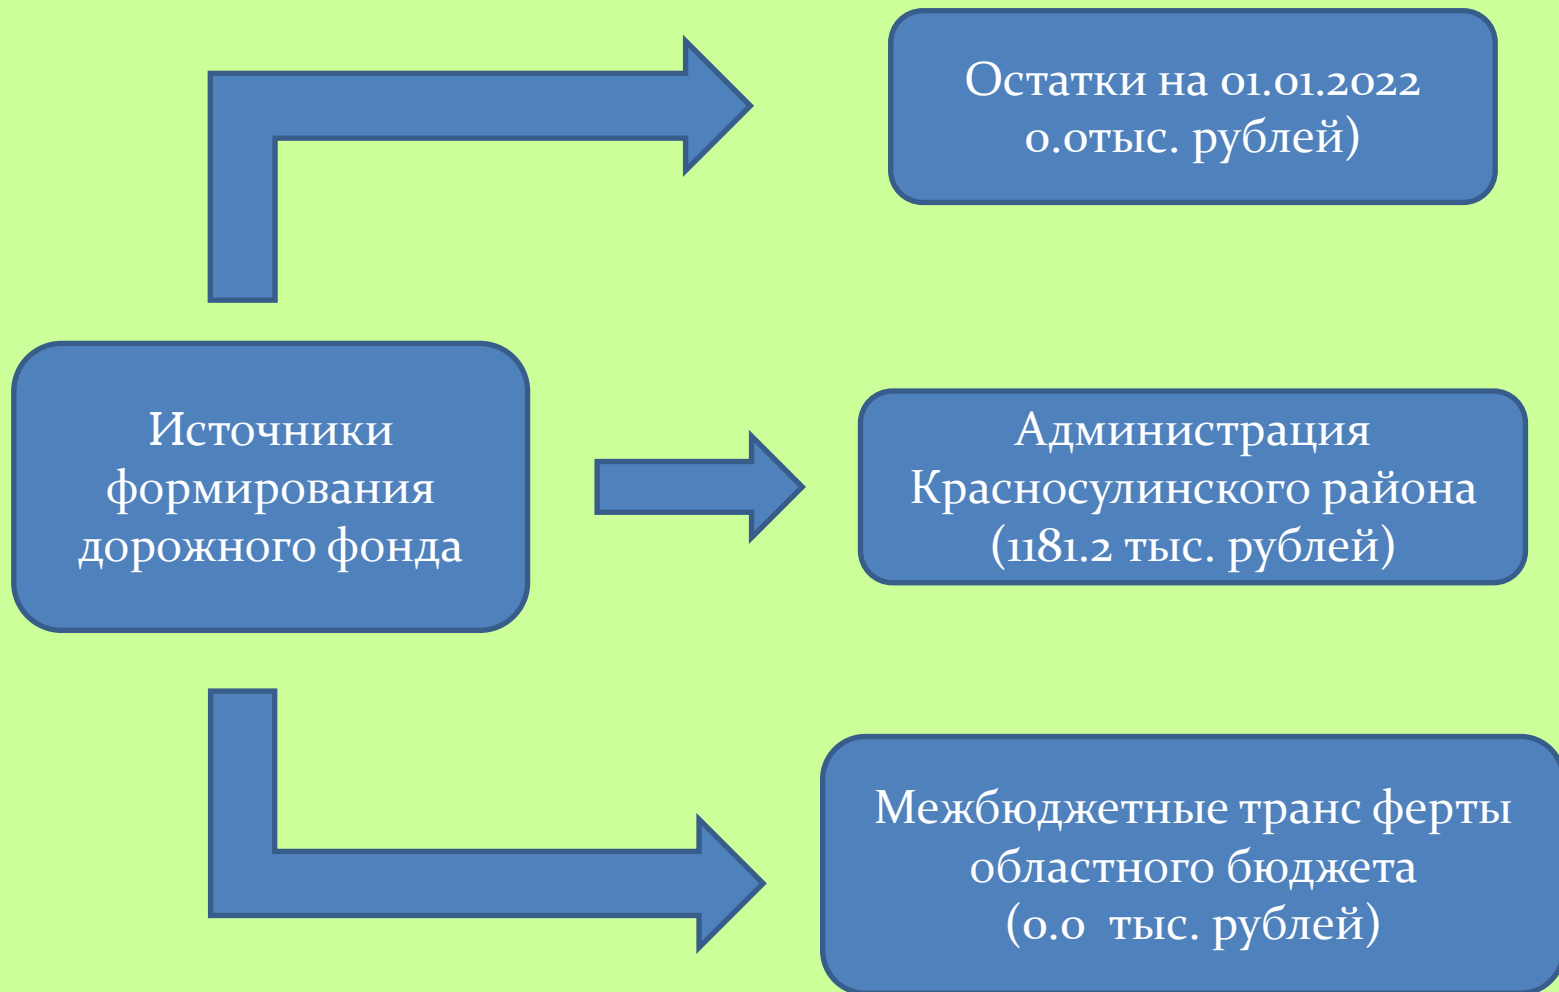 Остатки на 01.01.2022
0.0тыс. рублей)
Источники
формирования
дорожного фонда
Администрация
Красносулинского района
(1181.2 тыс. рублей)
Межбюджетные транс ферты
областного бюджета
(0.0 тыс. рублей)